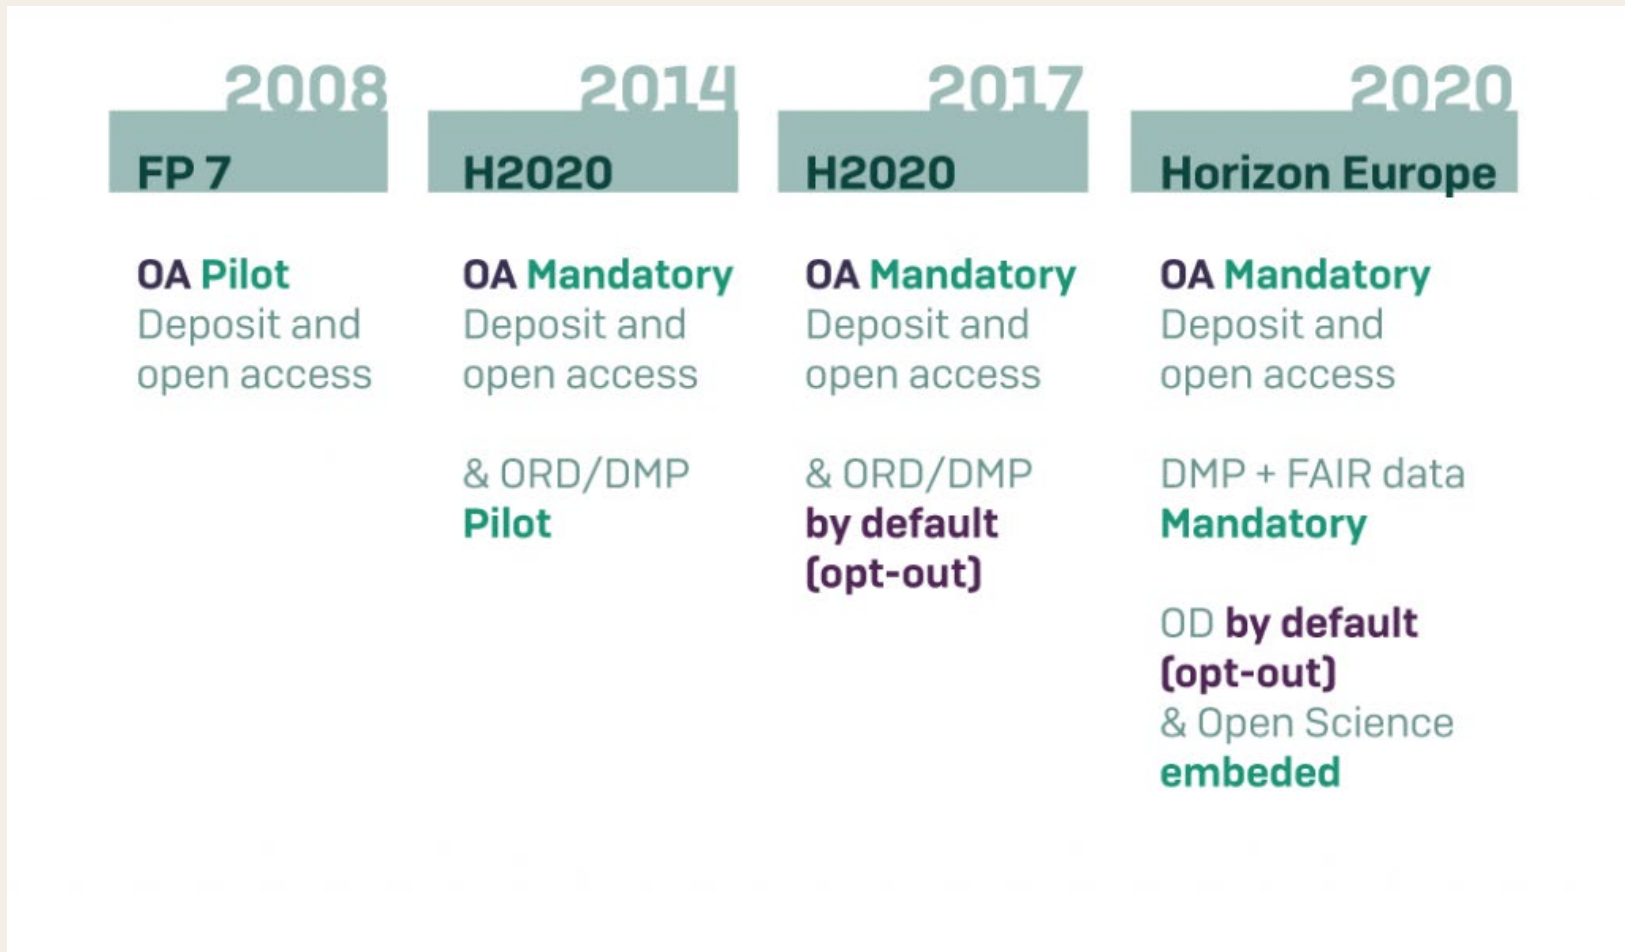 2008
FP 7
OA Pilot
Deposit and
open access
2014
H2020
OA Mandatory
Deposit and
open access
& ORD/DMP
Pilot
2017
H2020
OA Mandatory
Deposit and
open access
& ORD/DMP
by default
(opt-out)
2020
Horizon Europe
OA Mandatory
Deposit and
open access
DMP + FAIR data
Mandatory
OD by default
(opt-out)
& Open Science
embeded